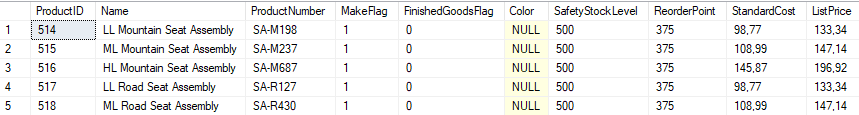 ProductID Name ProductNumber MakeFlag FinishedGoodsFlag Color SafetyStockLevel ReorderPoint StandardCost ListPrice
1 514 LL Mountain Seat Assembly SA-M198 1 0 NULL 500 375 98,77 133,34
2 515 ML Mountain Seat Assembly SA-M237 1 0 NULL 500 375 108,99 147,14
3 516 HL Mountain Seat Assembly SA-M687 1 0 NULL 500 375 145,87 196,92
4 517 LL Road Seat Assembly SA-R127 1 0 NULL 500 375 98,77 133,34
5 518 ML Road Seat Assembly SA-R430 1 0 NULL 500 375 108,99 147,14